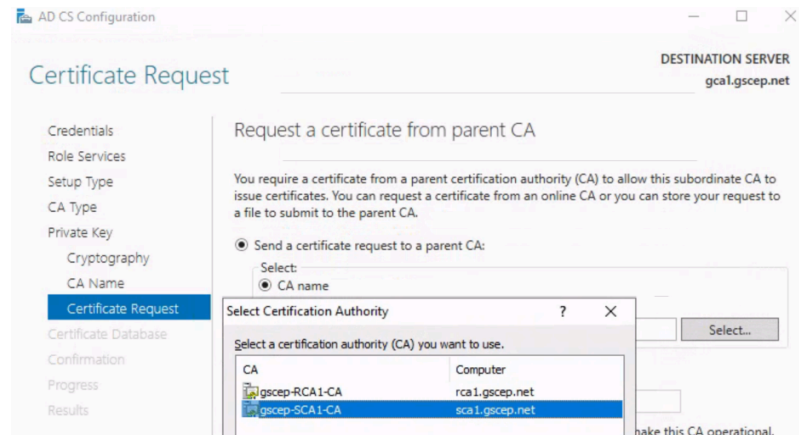 AD CS Configuration
Certificate Request
DESTINATION SERVER
gca1.gscep.net
Credentials
Role Services
Setup Type
CA Type
Private Key
Cryptography
CA Name
Certificate Request
Certificate Database
Confirmation
Progress
Results
Request a certificate from parent CA
You require a certificate from a parent certification authority (CA) to allow this subordinate CA to
issue certificates. You can request a certificate from an online CA or you can store your request to
a file to submit to the parent CA.
Send a certificate request to a parent CA:
Select:
CA name
Select...
Select Certification Authority
Select a certification authority (CA) you want to use.
CA Computer
gscep-RCA1-CA rca1.gscep.net
gscep-SCA1-CA sca1.gscep.net
make this CA operational.